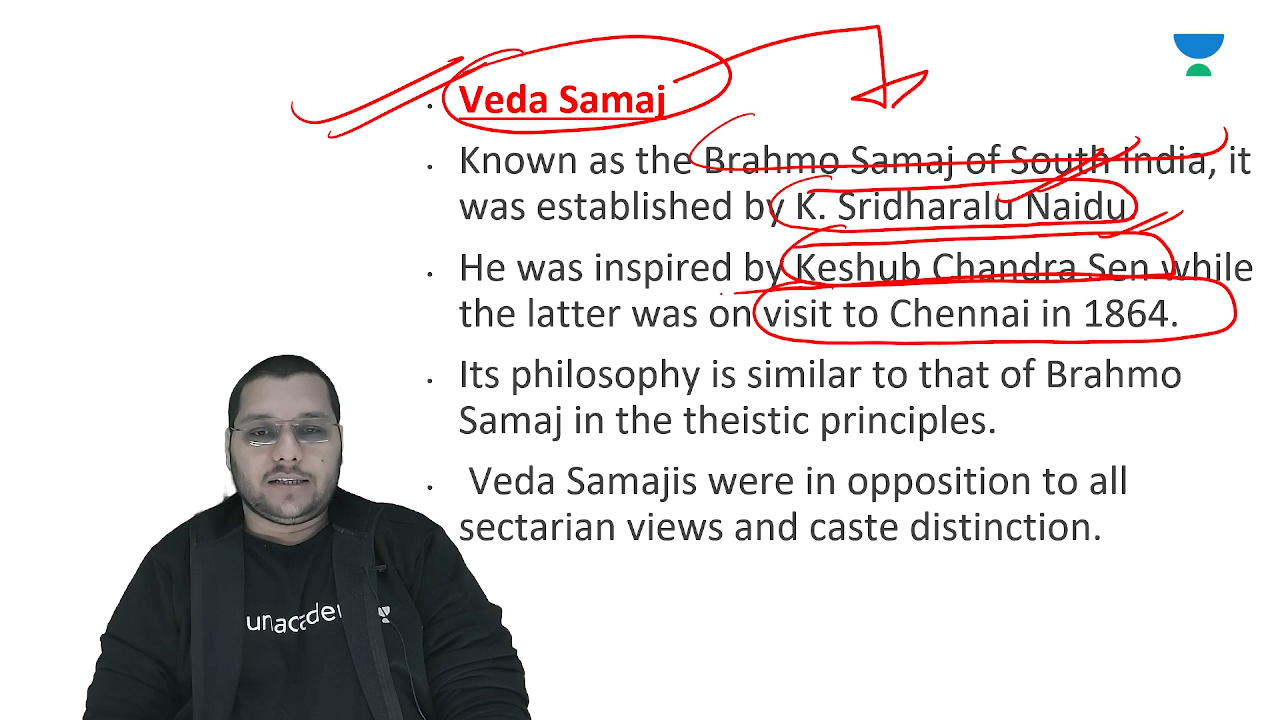 Veda Samaj
Known as the Brahmo Samaj of South India, it
was established by K. Sridharalu Naidu.
He was inspired by Keshub Chandra Sen while
the latter was on visit to Chennai in 1864.
Its philosophy is similar to that of Brahmo
Samaj in the theistic principles.
Veda Samajis were in opposition to all
sectarian views and caste distinction.